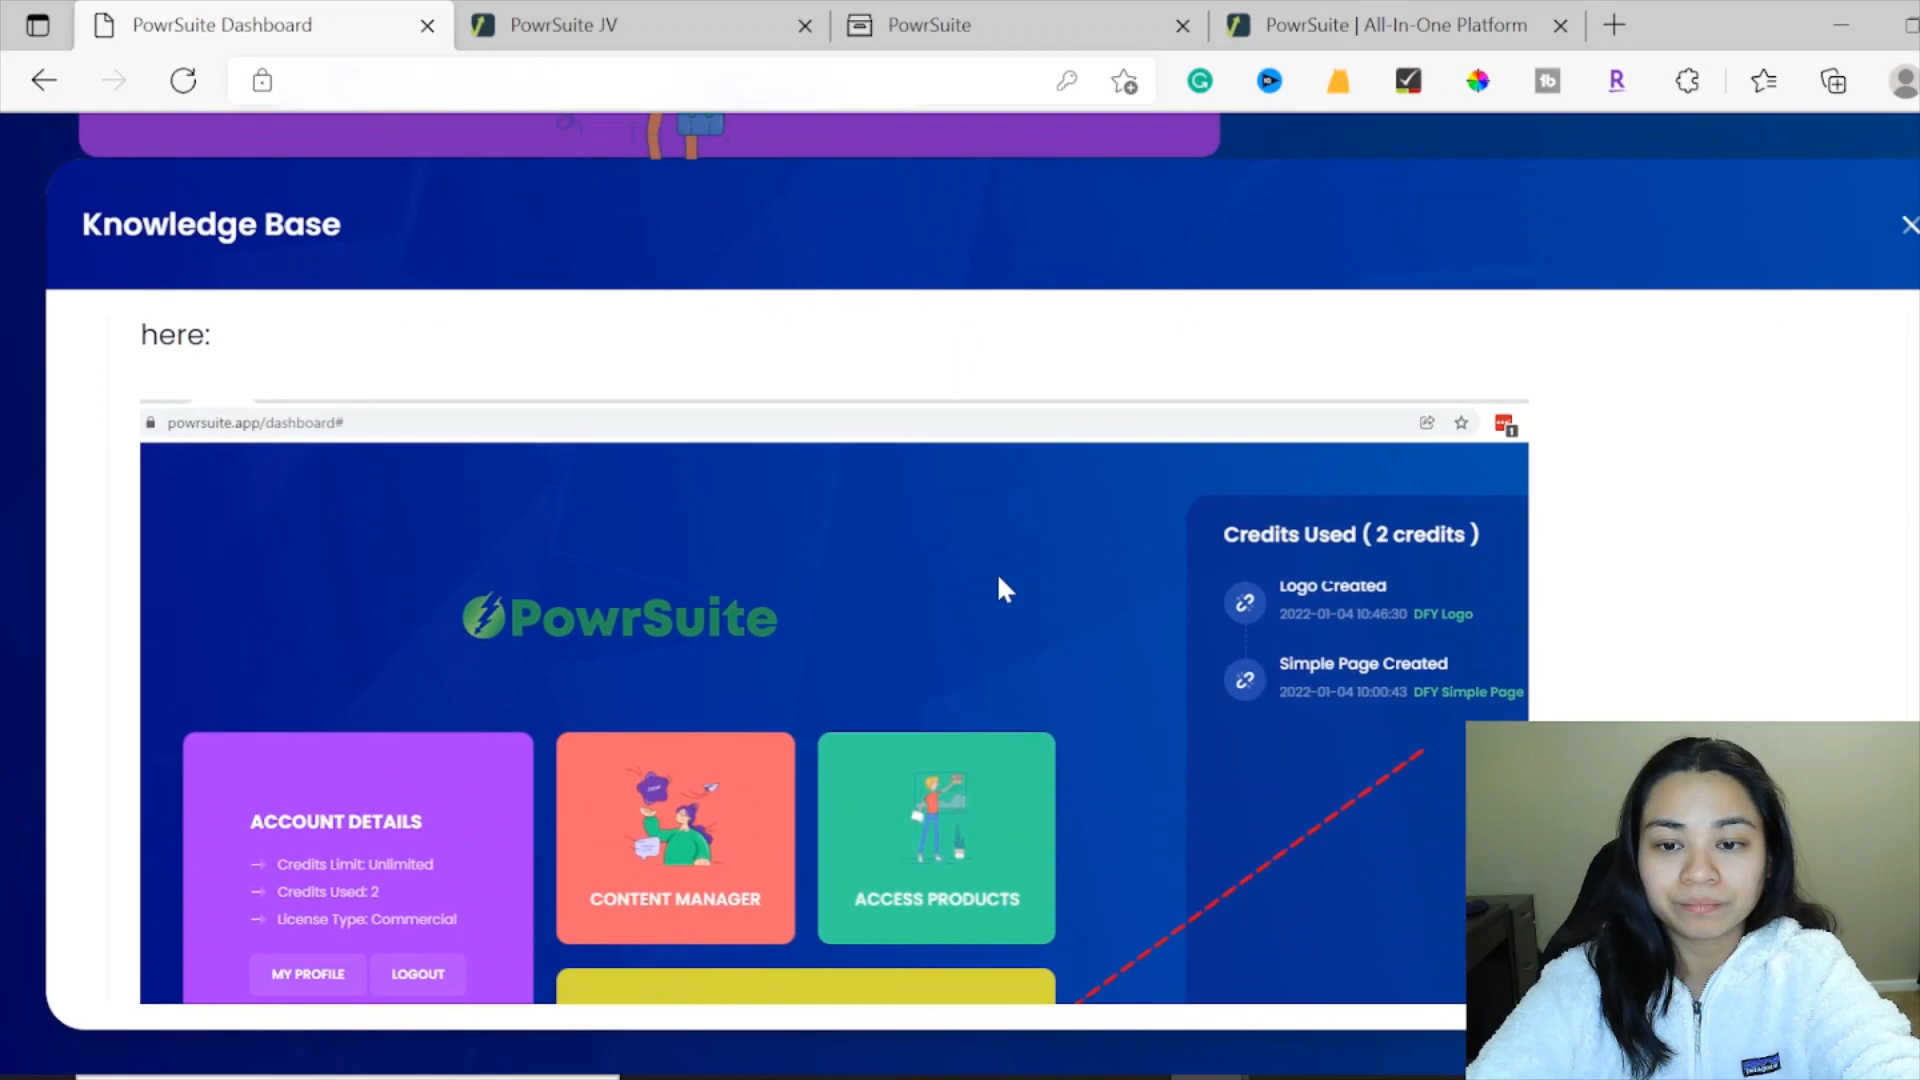 PowrSuite Dashboard
PowrSuite JV
PowrSuite
PowrSuite | All-In-One Platform
Knowledge Base
here:
powrsuite.app/dashboard#
1
PowrSuite
Credits Used ( 2 credits )
Logo Created
2022-01-04 10:46:30 DFY Logo
Simple Page Created
2022-01-04 10:00:43 DFY Simple Page
ACCOUNT DETAILS
Credits Limit: Unlimited
Credits Used: 2
License Type: Commercial
MY PROFILE
LOGOUT
CONTENT MANAGER
ACCESS PRODUCTS
patagonia